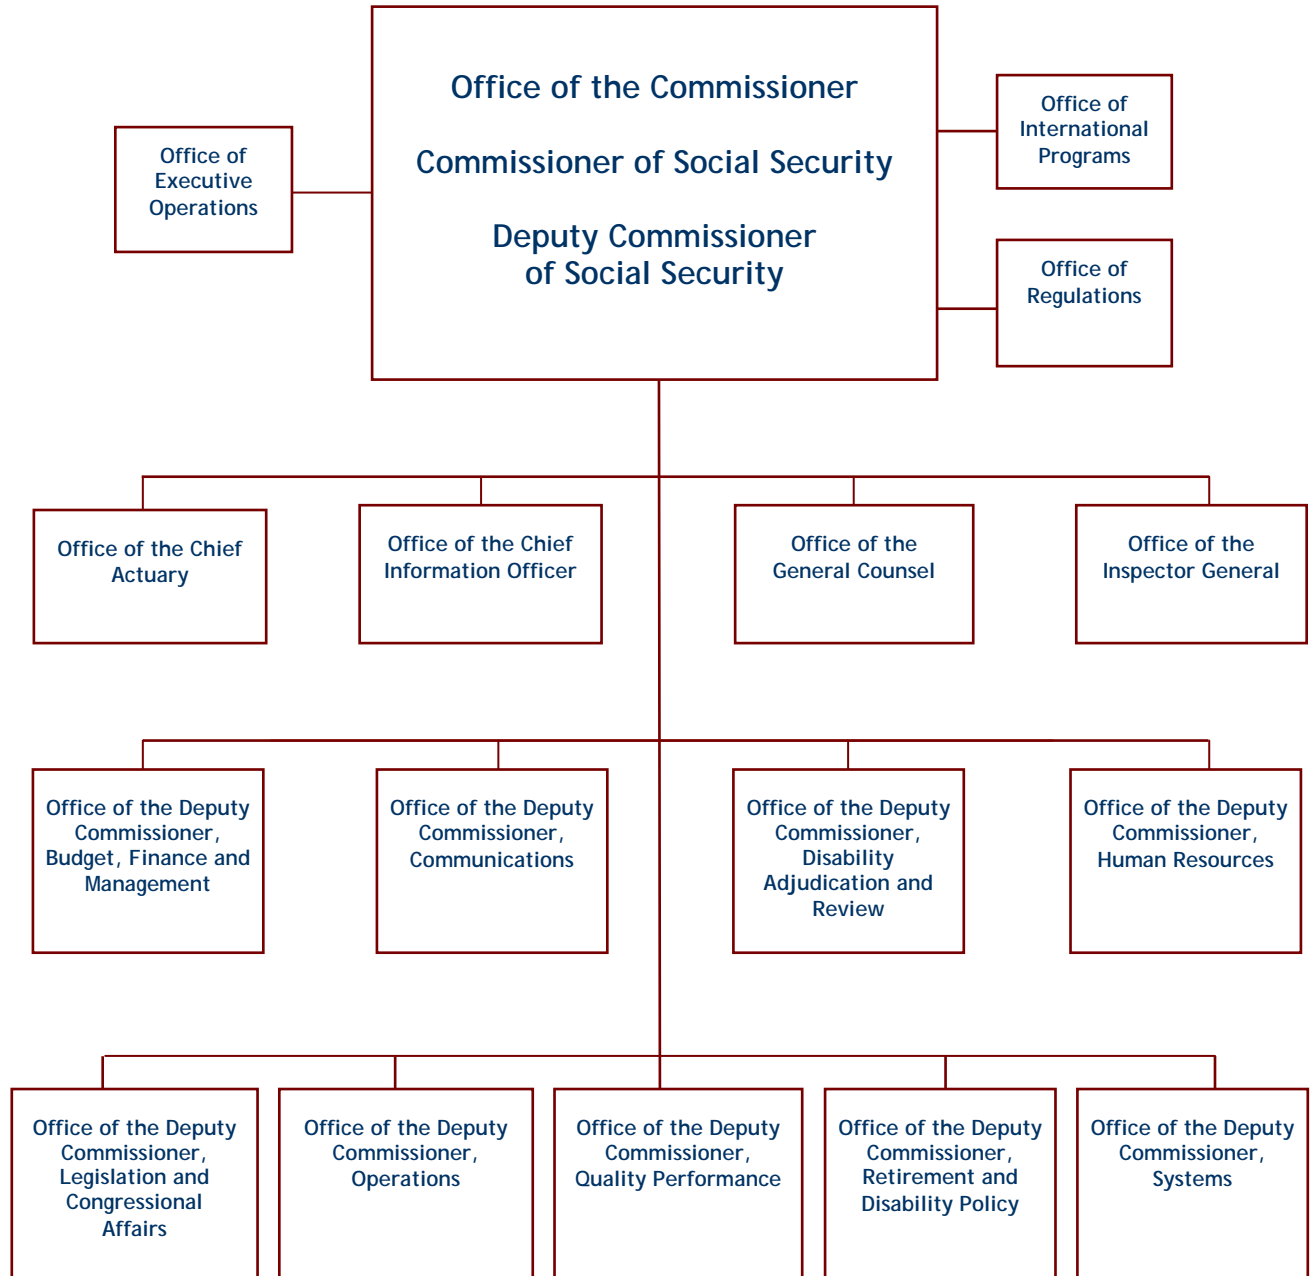 Office of the Commissioner
Commissioner of Social Security
Deputy Commissioner
of Social Security
Office of
Executive
Operations
Office of
International
Programs
Office of
Regulations
Office of the Chief
Actuary
Office of the Chief
Information Officer
Office of the
General Counsel
Office of the
Inspector General
Office of the Deputy
Commissioner,
Budget, Finance and
Management
Office of the Deputy
Commissioner,
Communications
Office of the Deputy
Commissioner,
Disability
Adjudication and
Review
Office of the Deputy
Commissioner,
Human Resources
Office of the Deputy
Commissioner,
Legislation and
Congressional
Affairs
Office of the Deputy
Commissioner,
Operations
Office of the Deputy
Commissioner,
Quality Performance
Office of the Deputy
Commissioner,
Retirement and
Disability Policy
Office of the Deputy
Commissioner,
Systems